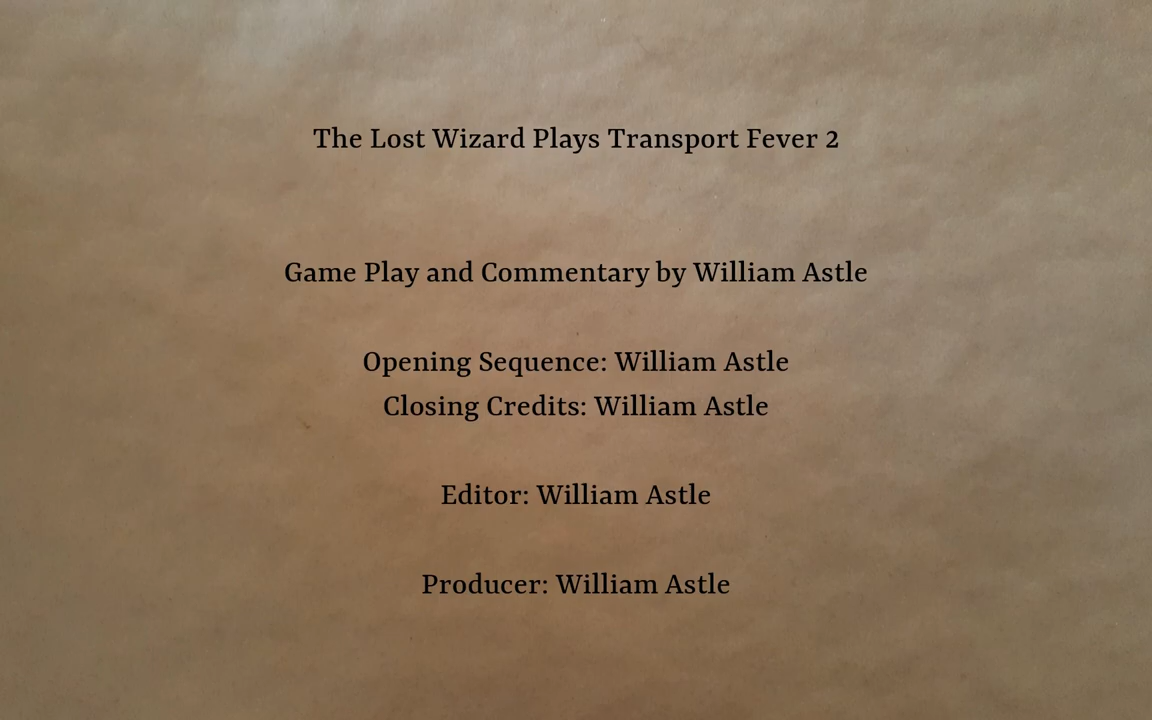 The Lost Wizard Plays Transport Fever 2
Game Play and Commentary by William Astle
Opening Sequence: William Astle
Closing Credits: William Astle
Editor: William Astle
Producer: William Astle